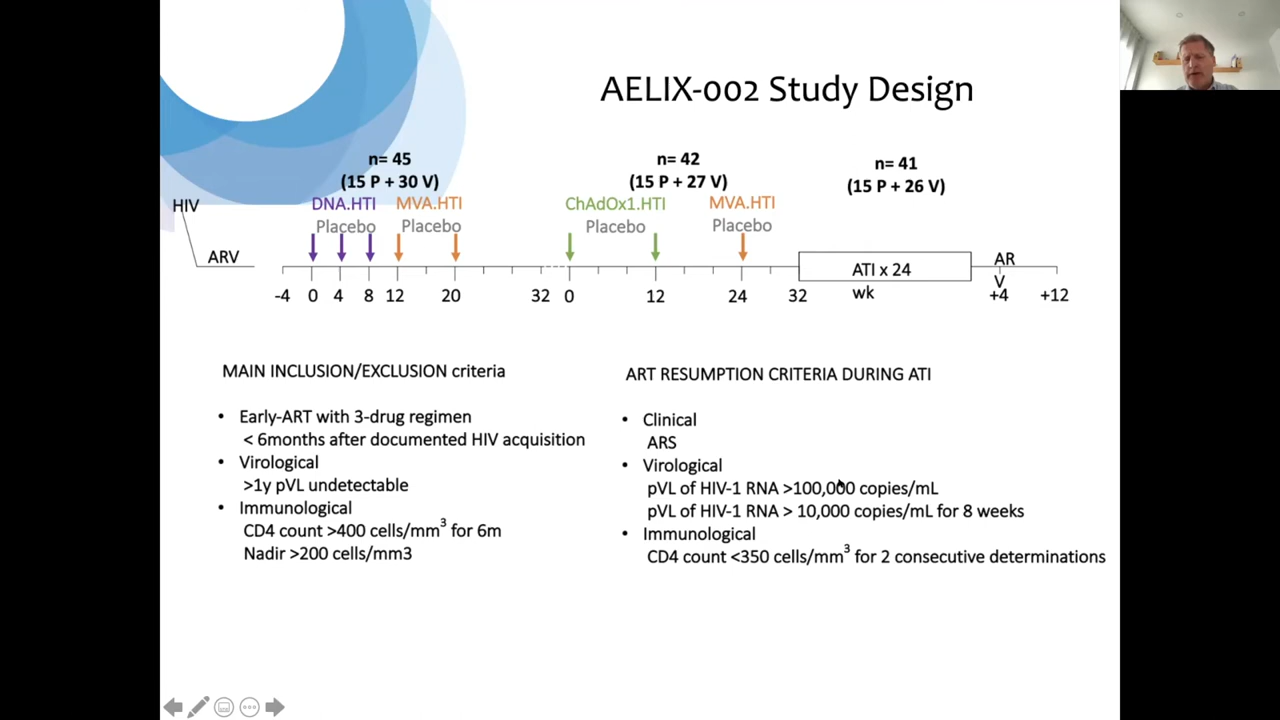 AELIX-002 Study Design
n= 45
(15 P + 30 V)
n= 42
(15 P + 27 V)
n= 41
(15 P + 26 V)
HIV
ARV
DNA.HTI
MVA.HTI
Placebo
Placebo
ChAdOx1.HTI
MVA.HTI
Placebo
Placebo
ATI x 24
wk
AR
V
-4 0 4 8 12 20 32 0 12 24 32 +4 +12
MAIN INCLUSION/EXCLUSION criteria
• Early-ART with 3-drug regimen
< 6months after documented HIV acquisition
• Virological
>1y pVL undetectable
• Immunological
CD4 count >400 cells/mm³ for 6m
Nadir >200 cells/mm3
ART RESUMPTION CRITERIA DURING ATI
• Clinical
ARS
• Virological
pVL of HIV-1 RNA >100,000 copies/mL
pVL of HIV-1 RNA > 10,000 copies/mL for 8 weeks
• Immunological
CD4 count <350 cells/mm³ for 2 consecutive determinations